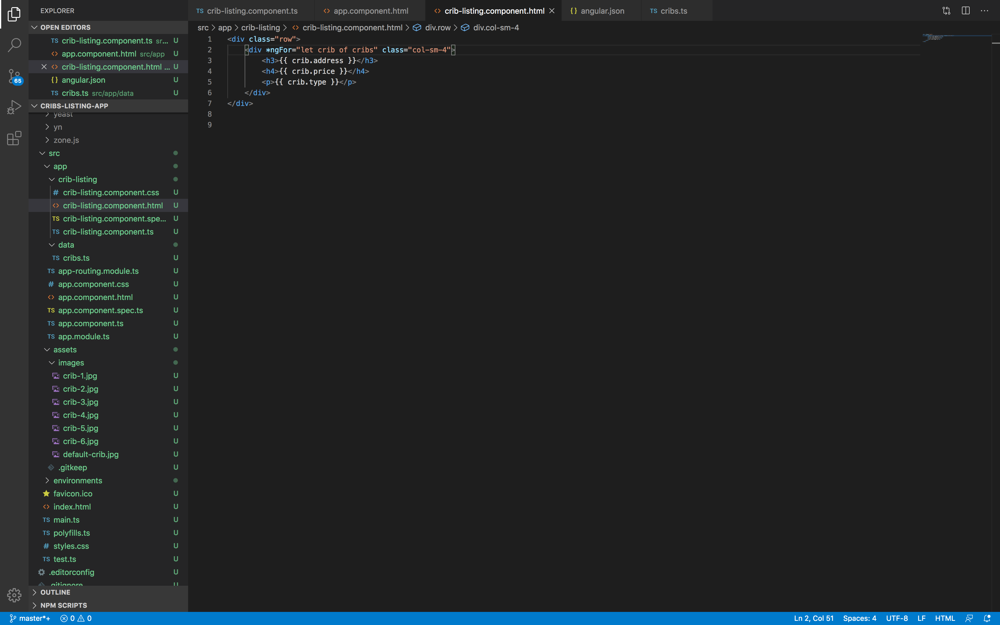 EXPLORER
OPEN EDITORS
TS crib-listing.component.ts sr... U
<> app.component.html src/app U
<> crib-listing.component.html ... U
{} angular.json U
TS cribs.ts src/app/data U
CRIBS-LISTING-APP
yeast
yn
zone.js
src
app
crib-listing
# crib-listing.component.css U
<> crib-listing.component.html U
TS crib-listing.component.spe... U
TS crib-listing.component.ts U
data
TS cribs.ts U
TS app-routing.module.ts U
# app.component.css U
<> app.component.html U
TS app.component.spec.ts U
TS app.component.ts U
TS app.module.ts U
assets
images
crib-1.jpg U
crib-2.jpg U
crib-3.jpg U
crib-4.jpg U
crib-5.jpg U
crib-6.jpg U
default-crib.jpg U
.gitkeep U
environments
favicon.ico U
<> index.html U
TS main.ts U
TS polyfills.ts U
# styles.css U
TS test.ts U
.editorconfig U
.gitignore U
OUTLINE
NPM SCRIPTS
65
TS crib-listing.component.ts
<> app.component.html
<> crib-listing.component.html
{} angular.json
TS cribs.ts
src > app > crib-listing > <> crib-listing.component.html > div.row > div.col-sm-4
1 <div class="row">
2 <div *ngFor="let crib of cribs" class="col-sm-4">
3 <h3>{{ crib.address }}</h3>
4 <h4>{{ crib.price }}</h4>
5 <p>{{ crib.type }}</p>
6 </div>
7 </div>
8
9
master*+ 0 0 Ln 2, Col 51 Spaces: 4 UTF-8 LF HTML